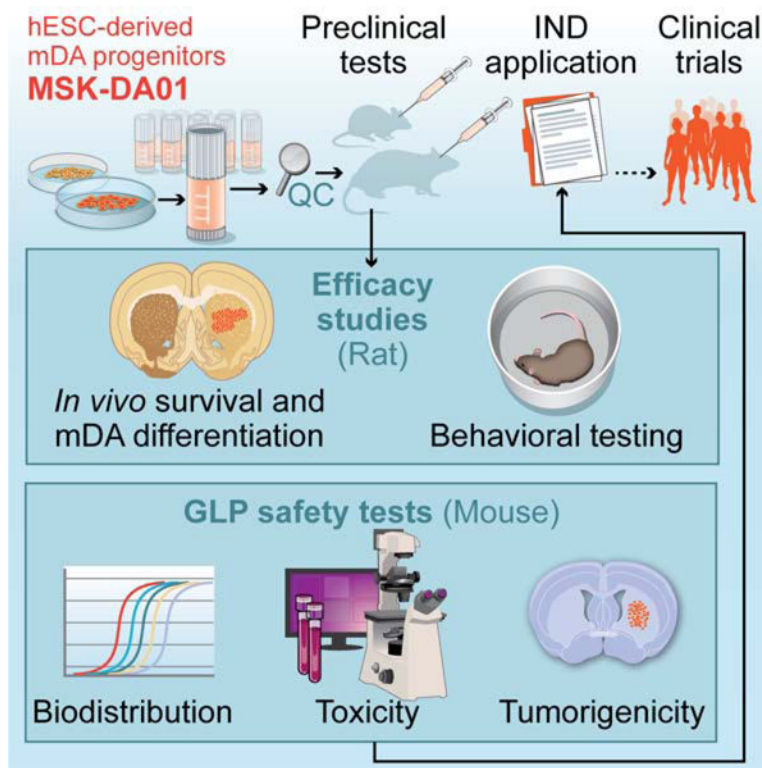 hESC-derived
mDA progenitors
MSK-DA01
Preclinical
tests
IND
application
Clinical
trials
QC
Efficacy
studies
(Rat)
In vivo survival and
mDA differentiation
Behavioral testing
GLP safety tests (Mouse)
Biodistribution
Toxicity
Tumorigenicity